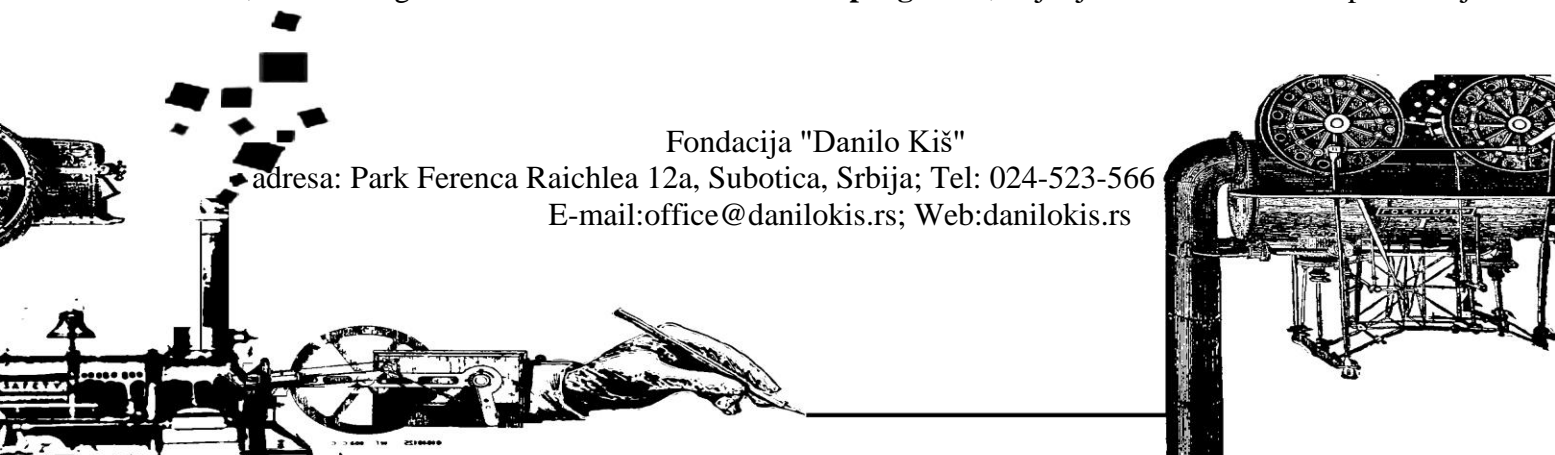 Fondacija "Danilo Kiš"
adresa: Park Ferenca Raichlea 12a, Subotica, Srbija; Tel: 024-523-566
E-mail:office@danilokis.rs; Web:danilokis.rs
SAFETY